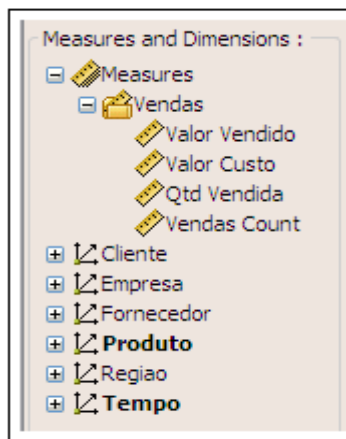 Measures and Dimensions :
Measures
Vendas
Valor Vendido
Valor Custo
Qtd Vendida
Vendas Count
Cliente
Empresa
Fornecedor
Produto
Regiao
Tempo